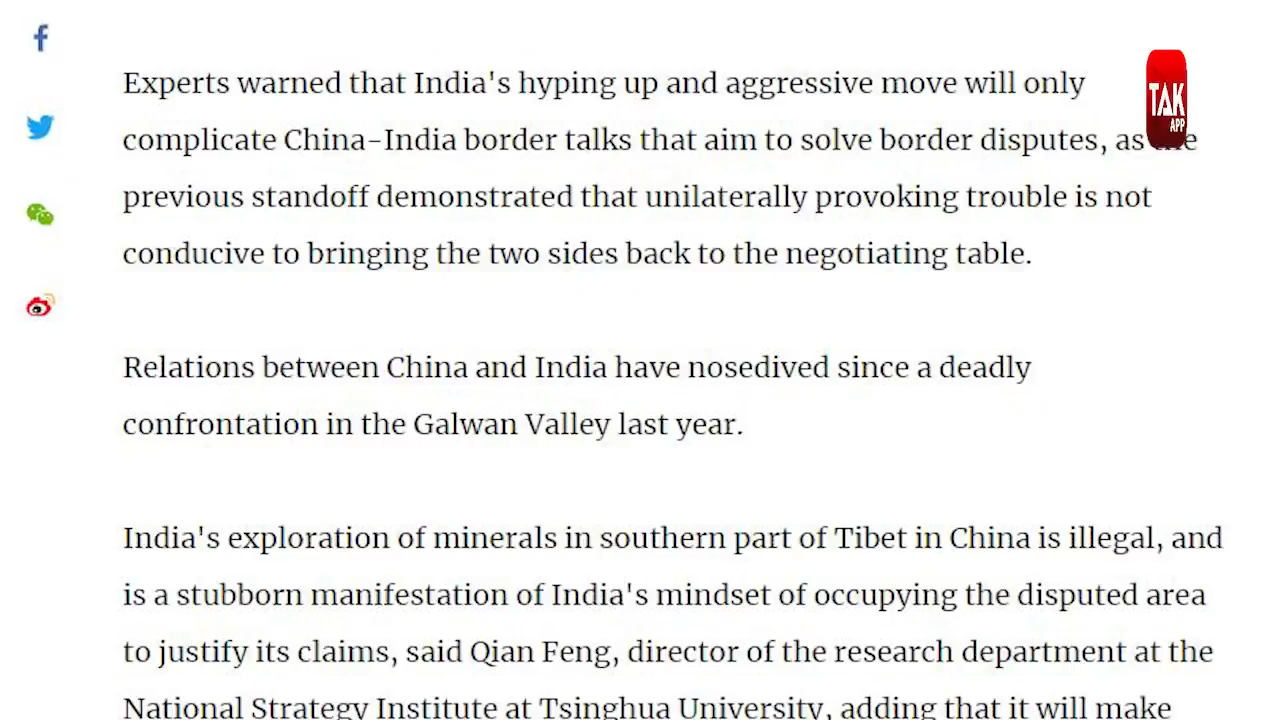 Experts warned that India's hyping up and aggressive move will only
complicate China-India border talks that aim to solve border disputes, as the
previous standoff demonstrated that unilaterally provoking trouble is not
conducive to bringing the two sides back to the negotiating table.
Relations between China and India have nosedived since a deadly
confrontation in the Galwan Valley last year.
India's exploration of minerals in southern part of Tibet in China is illegal, and
is a stubborn manifestation of India's mindset of occupying the disputed area
to justify its claims, said Qian Feng, director of the research department at the
National Strategy Institute at Tsinghua University, adding that it will make
TAK
APP